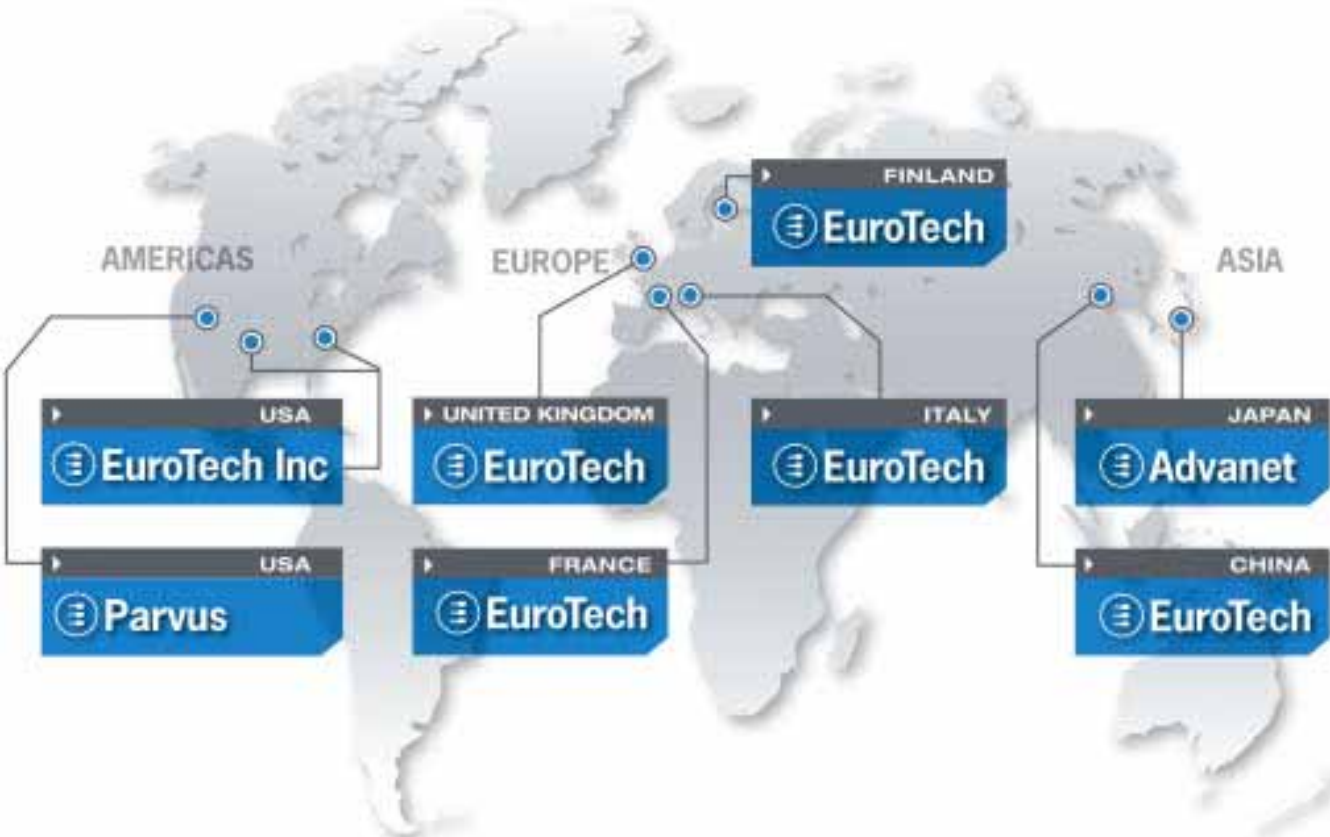 FINLAND
EuroTech
AMERICAS
EUROPE
ASIA
USA
EuroTech Inc
UNITED KINGDOM
EuroTech
ITALY
EuroTech
JAPAN
Advanet
USA
Parvus
FRANCE
EuroTech
CHINA
EuroTech